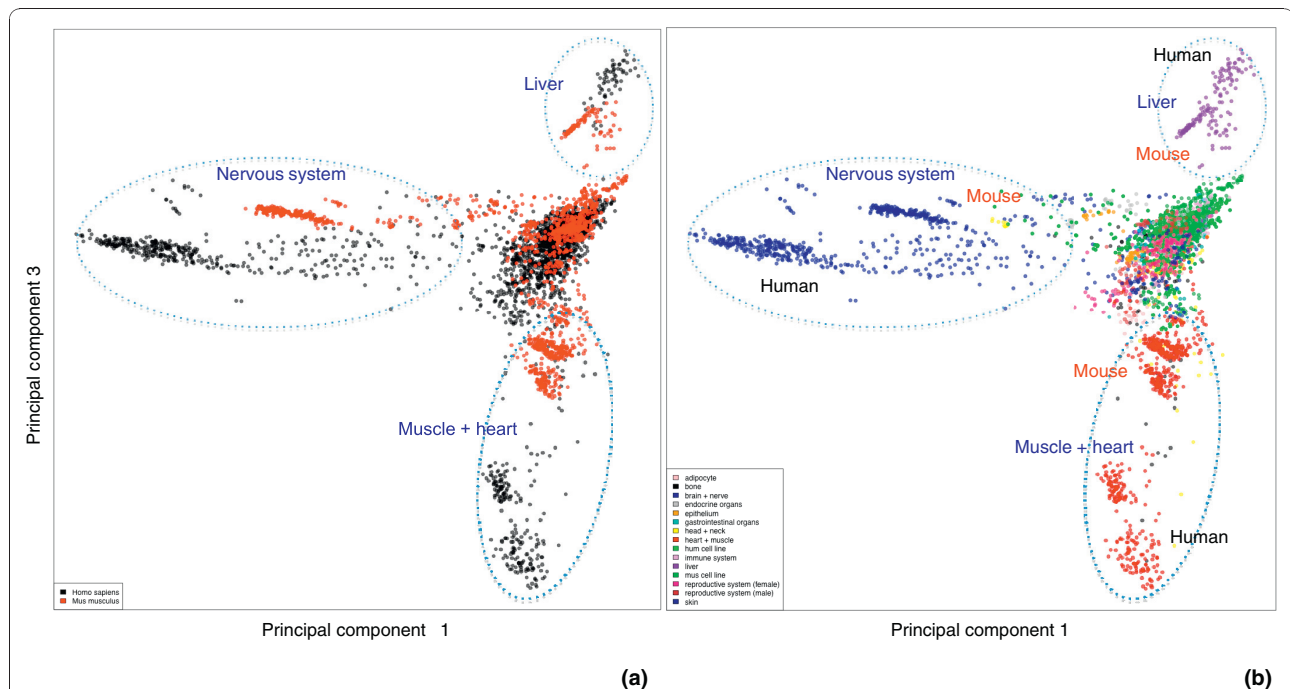 Liver
Nervous system
Muscle + heart
Principal component 3
Homo sapiens
Mus musculus
Principal component 1
(a)
Human
Liver
Mouse
Nervous system
Mouse
Human
Mouse
Muscle + heart
Human
adipocyte
bone
brain + nerve
endocrine organs
epithelium
gastrointestinal organs
head + neck
heart + muscle
hum cell line
immune system
liver
mus cell line
reproductive system (female)
reproductive system (male)
skin
Principal component 1
(b)